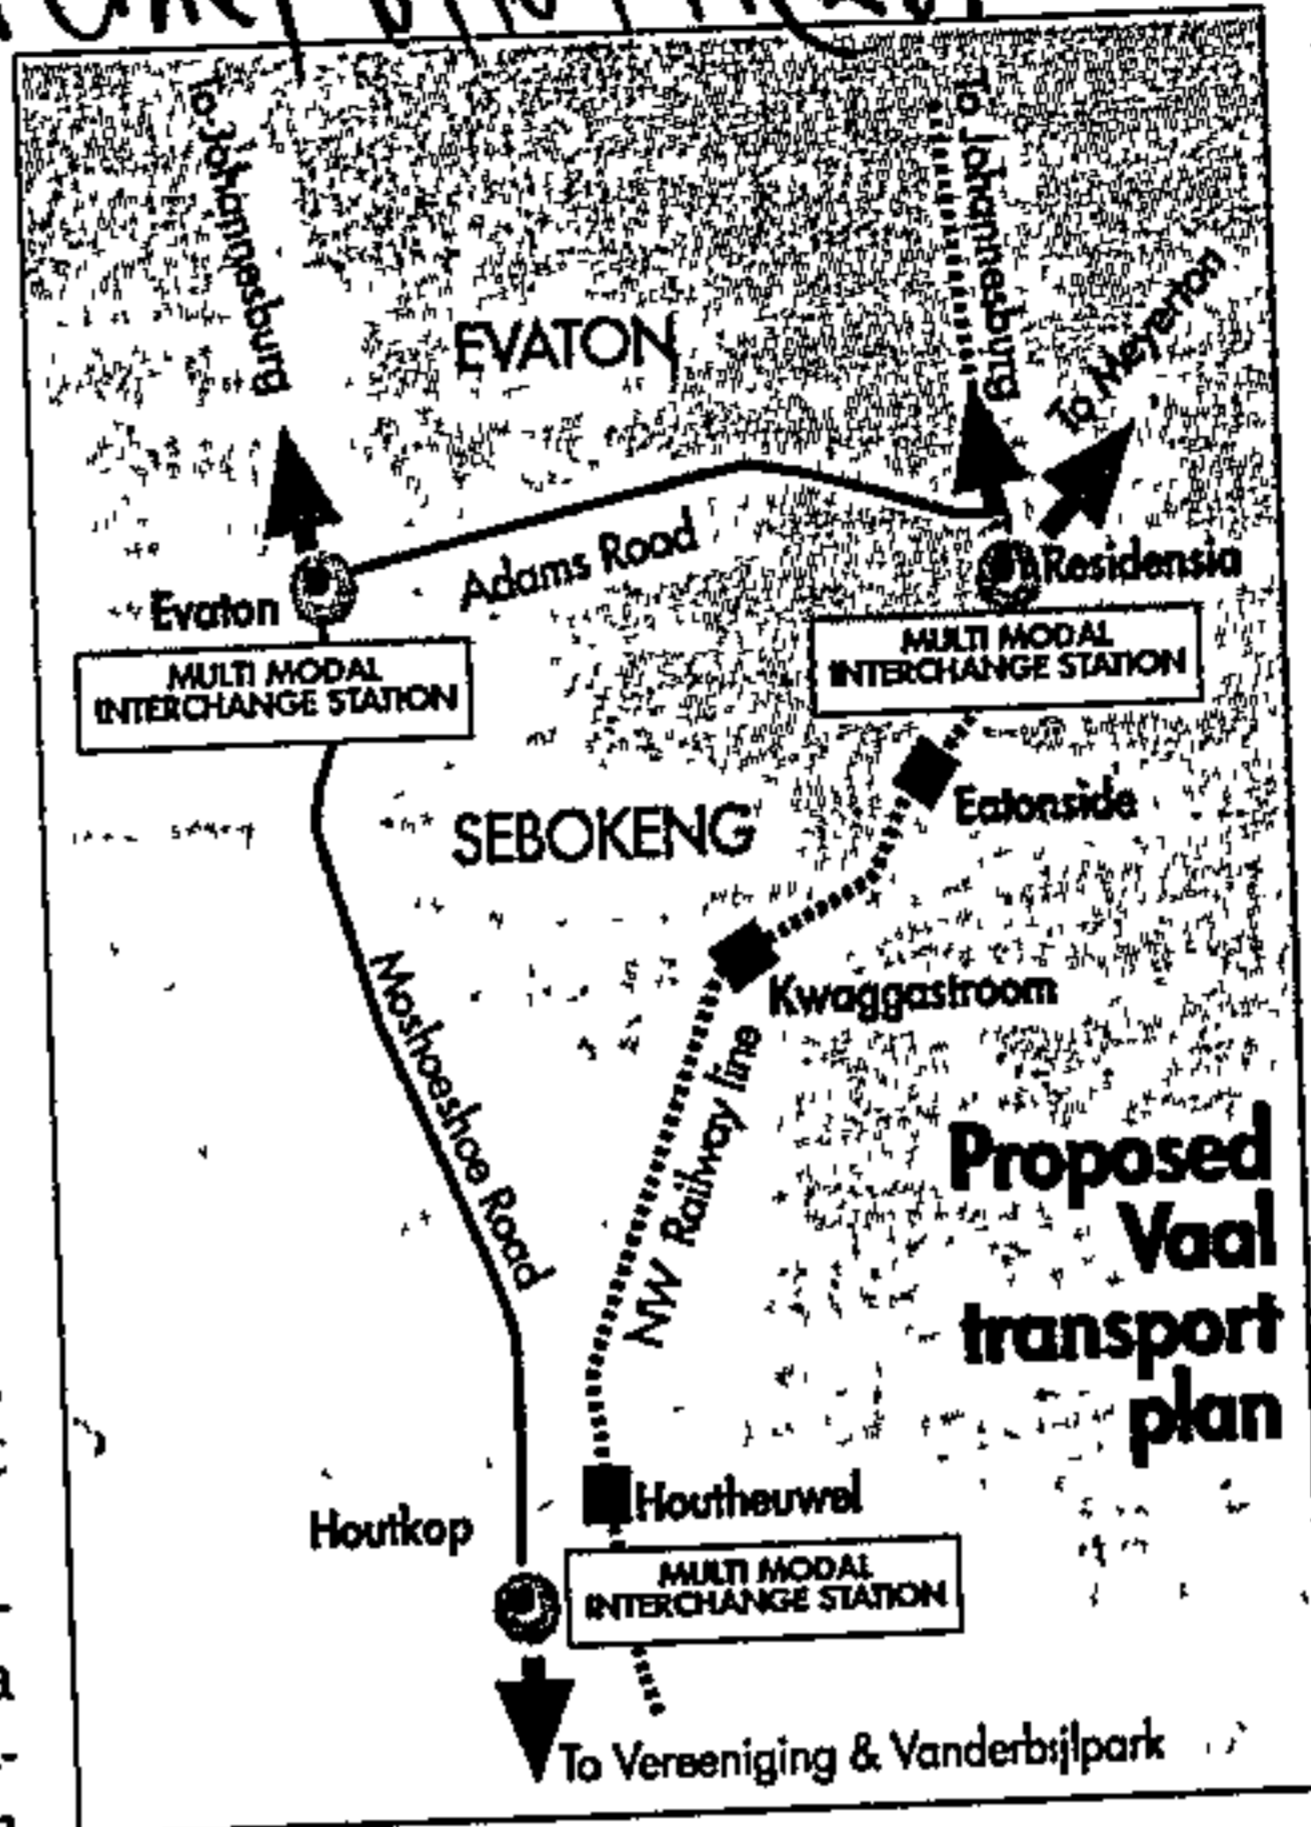 To Johannesburg
To Johannesburg
To Meyerton
EVATON
Adams Road
Evaton
Residensia
MULTI MODAL
INTERCHANGE STATION
MULTI MODAL
INTERCHANGE STATION
Eatonside
SEBOKENG
Kwaggastroom
Moshoeshoe Road
NW Railway line
Proposed
Vaal
transport
plan
Houtheuwel
Houtkop
MULTI MODAL
INTERCHANGE STATION
To Vereeniging & Vanderbijlpark